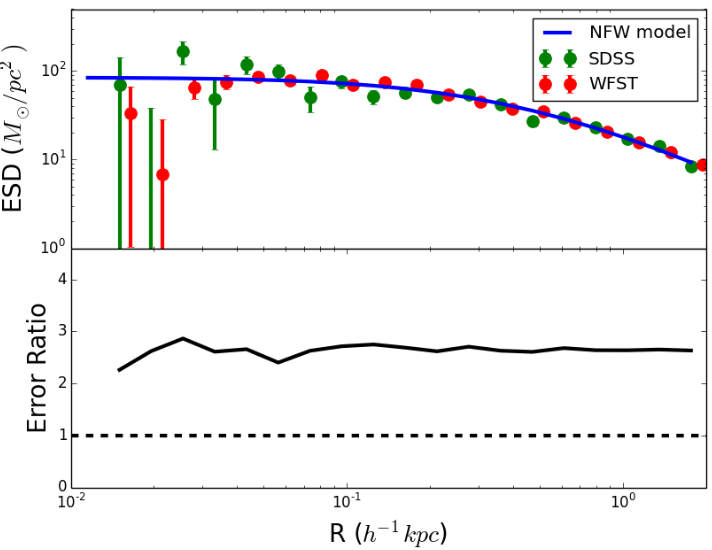 NFW model
SDSS
WFST
ESD (M⊙/pc²)
10²
10¹
10⁰
Error Ratio
4
3
2
1
0
10⁻² 10⁻¹ 10⁰
R (h⁻¹ kpc)